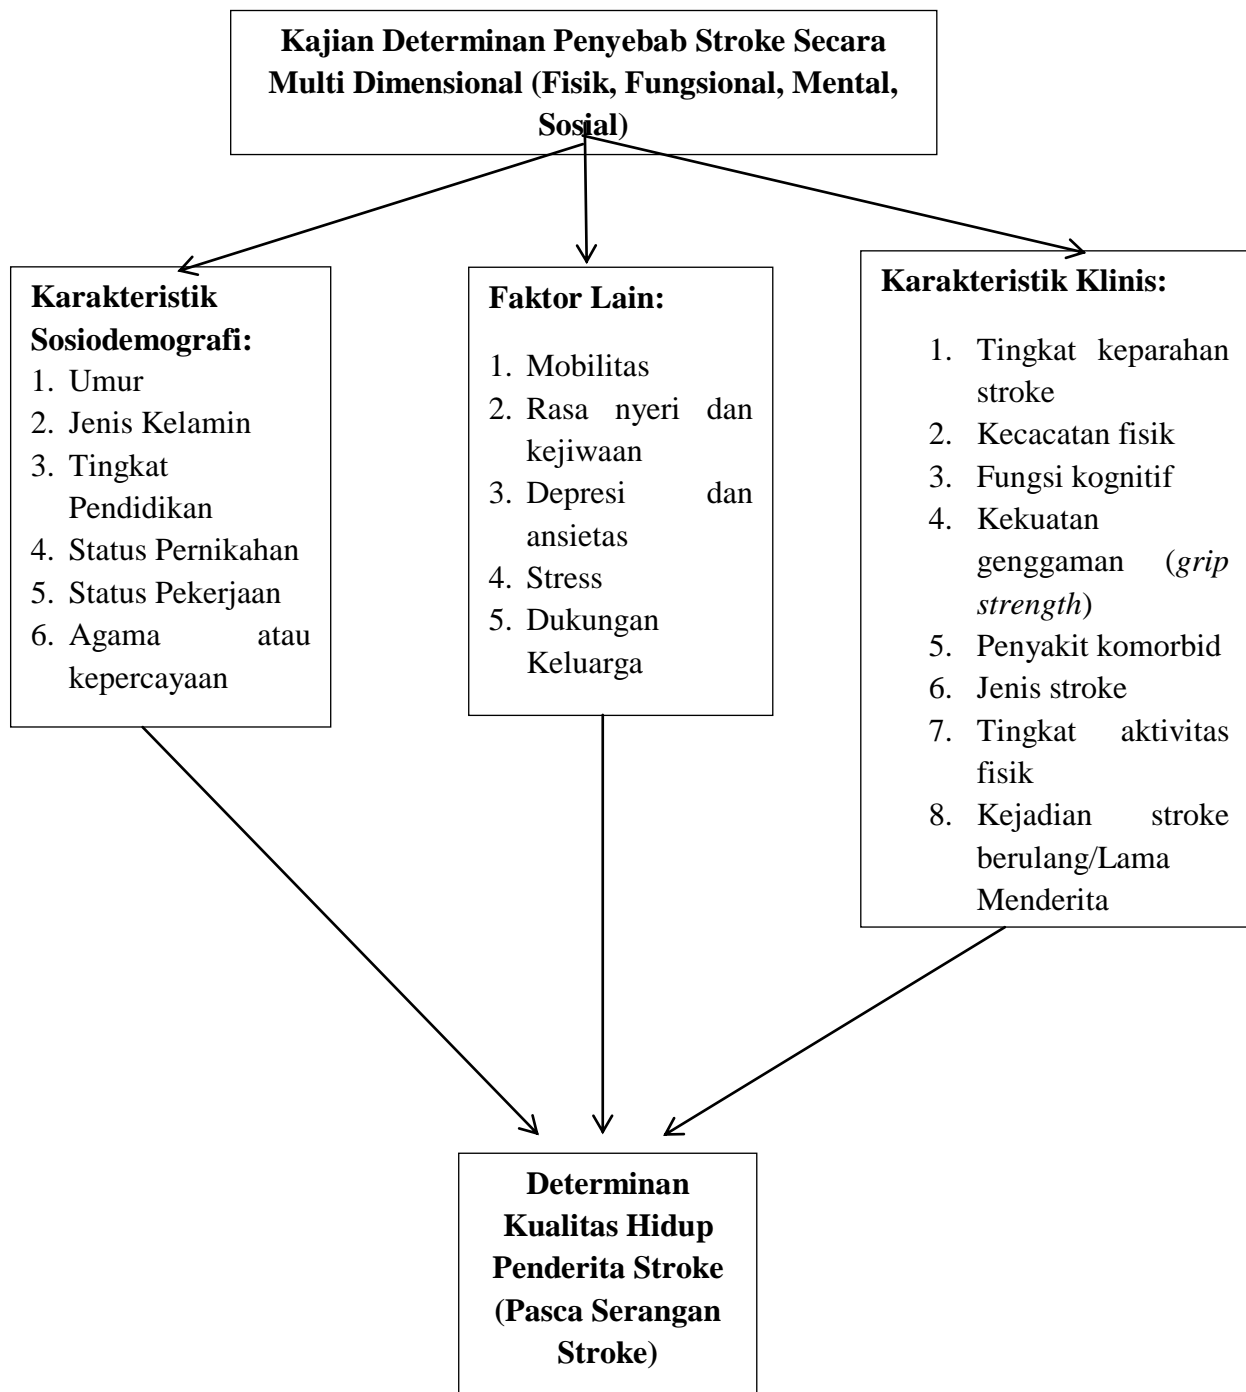 Kajian Determinan Penyebab Stroke Secara
Multi Dimensional (Fisik, Fungsional, Mental,
Sosial)
Karakteristik
Sosiodemografi:
1. Umur
2. Jenis Kelamin
3. Tingkat
Pendidikan
4. Status Pernikahan
5. Status Pekerjaan
6. Agama atau
kepercayaan
Faktor Lain:
1. Mobilitas
2. Rasa nyeri dan
kejiwaan
3. Depresi dan
ansietas
4. Stress
5. Dukungan
Keluarga
Karakteristik Klinis:
1. Tingkat keparahan
stroke
2. Kecacatan fisik
3. Fungsi kognitif
4. Kekuatan
genggaman (grip
strength)
5. Penyakit komorbid
6. Jenis stroke
7. Tingkat aktivitas
fisik
8. Kejadian stroke
berulang/Lama
Menderita
Determinan
Kualitas Hidup
Penderita Stroke
(Pasca Serangan
Stroke)